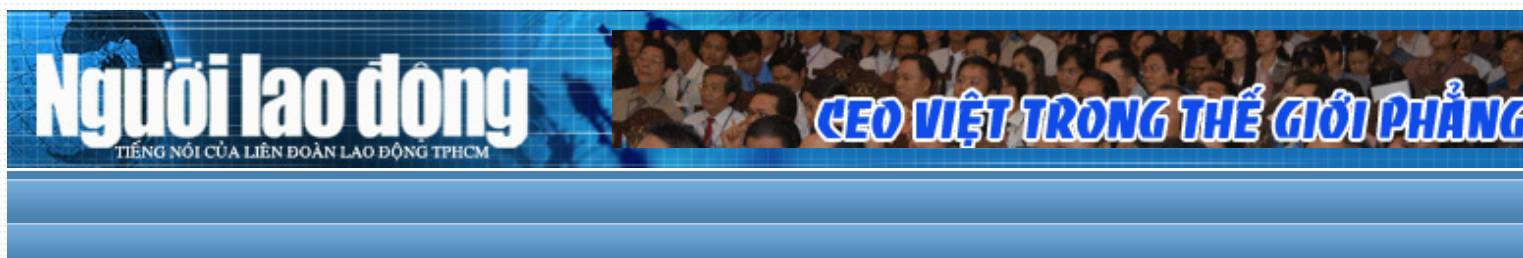 Người lao động
TIẾNG NÓI CỦA LIÊN ĐOÀN LAO ĐỘNG TPHCM
CEO VIỆT TRONG THẾ GIỚI PHẲNG